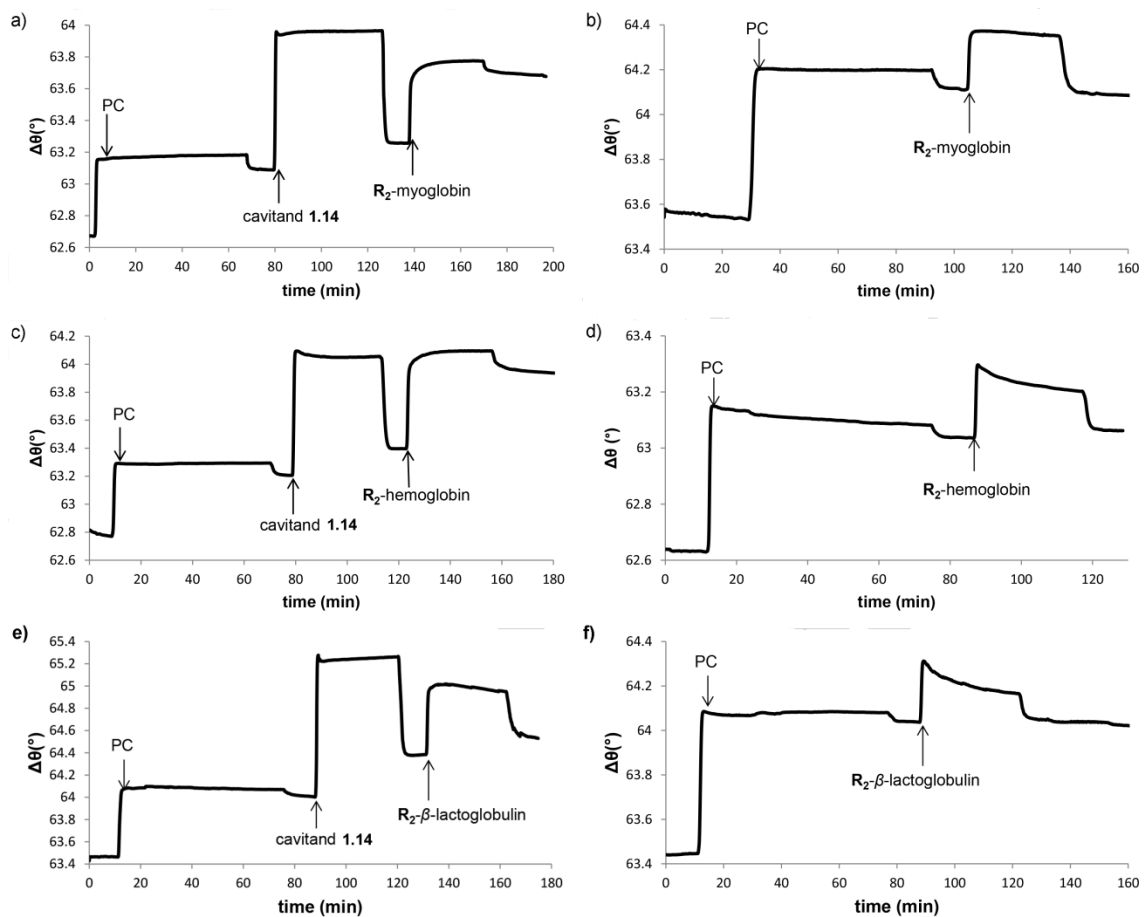 a)
64
63.8
63.6
63.4
63.2
63
62.8
62.6
Δθ(°)
PC
cavitand 1.14
R₂-myoglobin
0 20 40 60 80 100 120 140 160 180 200
time (min)
b)
64.4
64.2
64
63.8
63.6
63.4
Δθ(°)
PC
R₂-myoglobin
0 20 40 60 80 100 120 140 160
time (min)
c)
64.2
64
63.8
63.6
63.4
63.2
63
62.8
62.6
Δθ(°)
PC
cavitand 1.14
R₂-hemoglobin
0 20 40 60 80 100 120 140 160 180
time (min)
d)
63.4
63.2
63
62.8
62.6
Δθ (°)
PC
R₂-hemoglobin
0 20 40 60 80 100 120
time (min)
e)
65.4
65.2
65
64.8
64.6
64.4
64.2
64
63.8
63.6
63.4
Δθ(°)
PC
cavitand 1.14
R₂-β-lactoglobulin
0 20 40 60 80 100 120 140 160 180
time (min)
f)
64.4
64.2
64
63.8
63.6
63.4
Δθ(°)
PC
R₂-β-lactoglobulin
0 20 40 60 80 100 120 140 160
time (min)